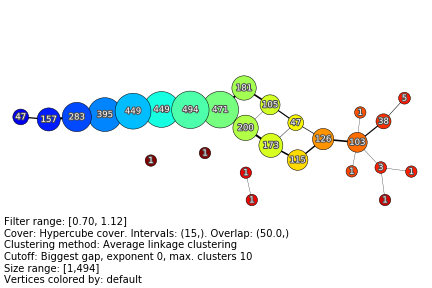 181
5
47 157 283 395 449 449 494 471 105 1 38
200 47
173 126 103
1 1 115
1 1 3 1
1 1
Filter range: [0.70, 1.12]
Cover: Hypercube cover. Intervals: (15,). Overlap: (50.0,)
Clustering method: Average linkage clustering
Cutoff: Biggest gap, exponent 0, max. clusters 10
Size range: [1,494]
Vertices colored by: default